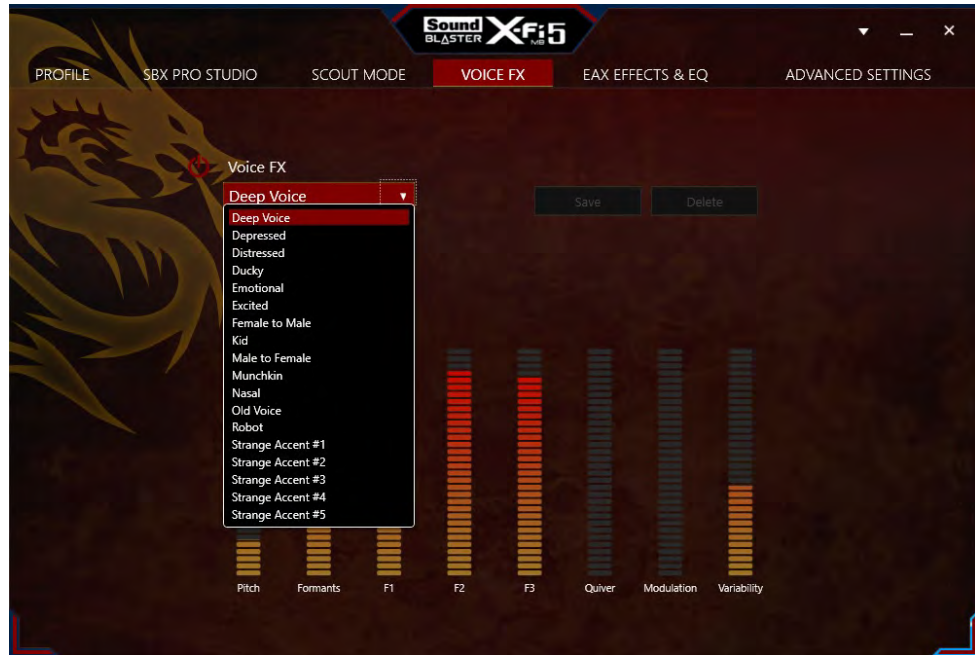 Sound BLASTER X-Fi MB 5
PROFILE SBX PRO STUDIO SCOUT MODE VOICE FX EAX EFFECTS & EQ ADVANCED SETTINGS
Voice FX
Deep Voice Save Delete
Deep Voice
Depressed
Distressed
Ducky
Emotional
Excited
Female to Male
Kid
Male to Female
Munchkin
Nasal
Old Voice
Robot
Strange Accent #1
Strange Accent #2
Strange Accent #3
Strange Accent #4
Strange Accent #5
Pitch Formants F1 F2 F3 Quiver Modulation Variability